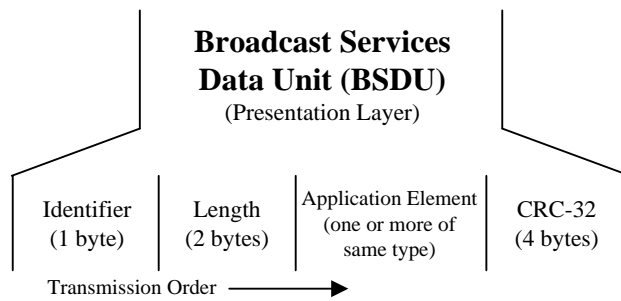 Broadcast Services
Data Unit (BSDU)
(Presentation Layer)
Identifier
(1 byte)
Length
(2 bytes)
Application Element
(one or more of
same type)
CRC-32
(4 bytes)
Transmission Order